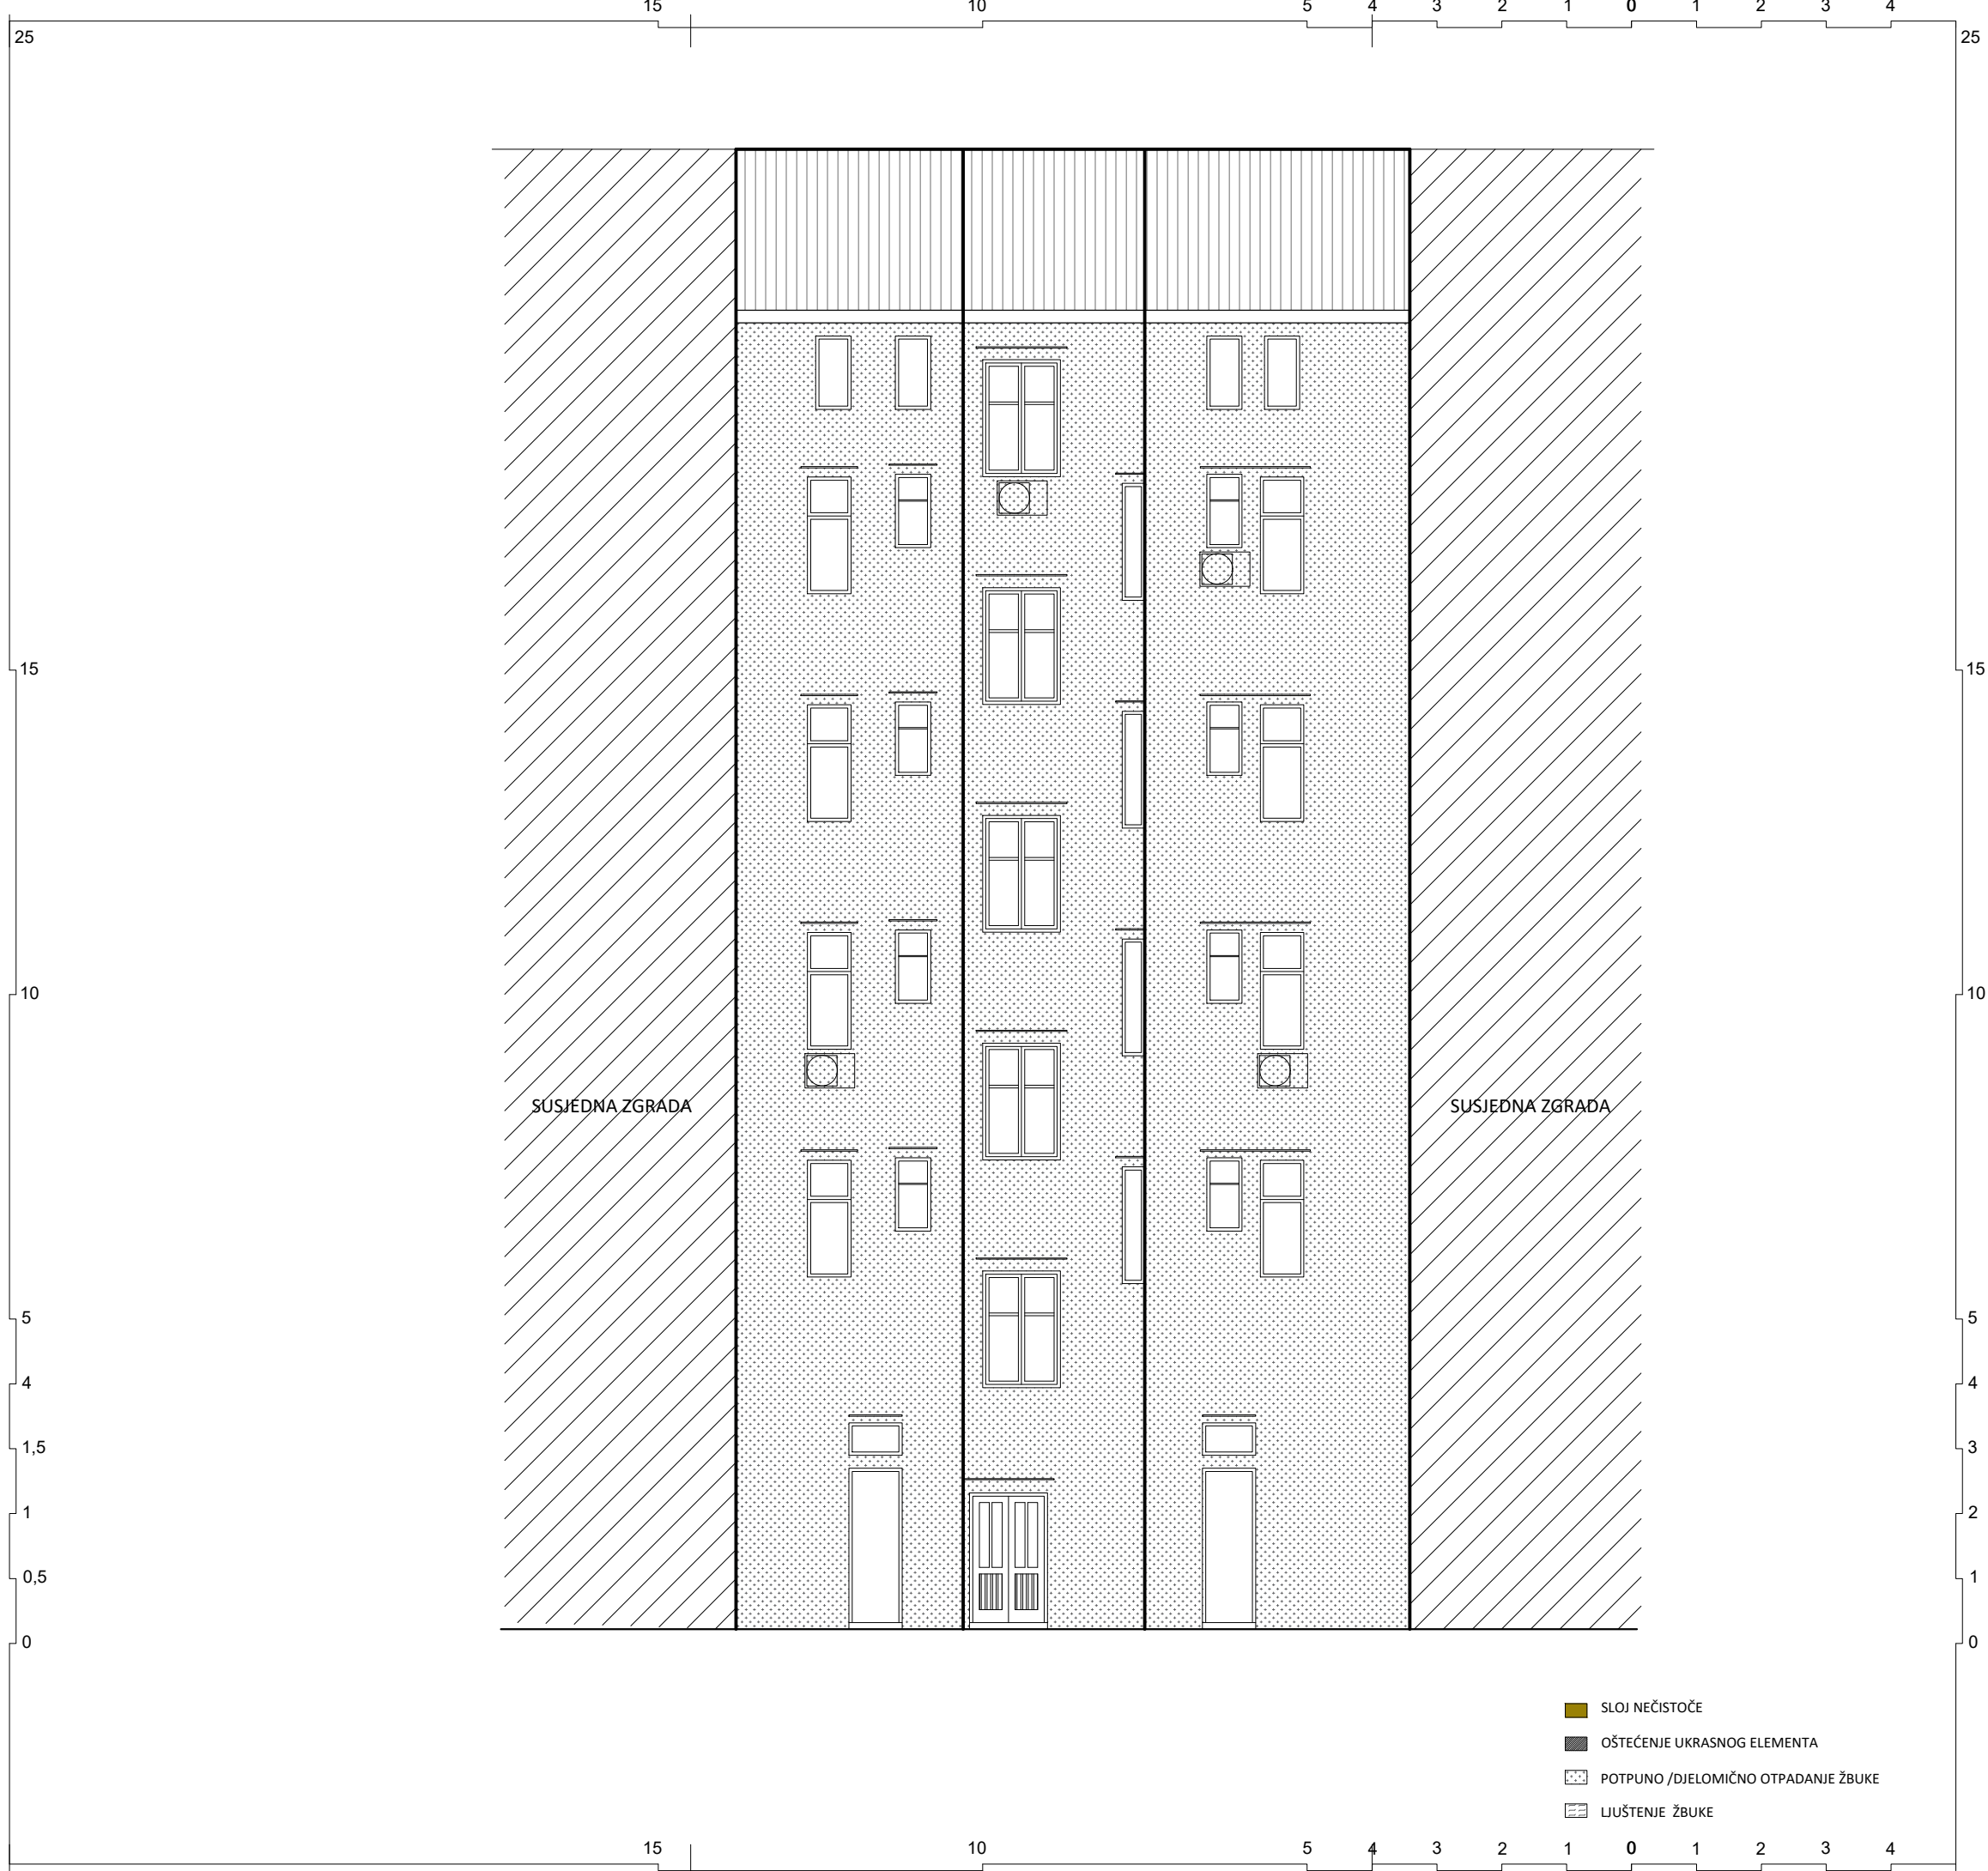 15 10 5 4 3 2 1 0 1 2 3 4
25 25
15 15
10 10
SUSJEDNA ZGRADA SUSJEDNA ZGRADA
5 5
4 4
1,5 3
1 2
0,5 1
0 0
SLOJ NEČISTOĆE
OŠTEĆENJE UKRASNOG ELEMENTA
POTPUNO /DJELOMIČNO OTPADANJE ŽBUKE
LJUŠTENJE ŽBUKE
15 10 5 4 3 2 1 0 1 2 3 4